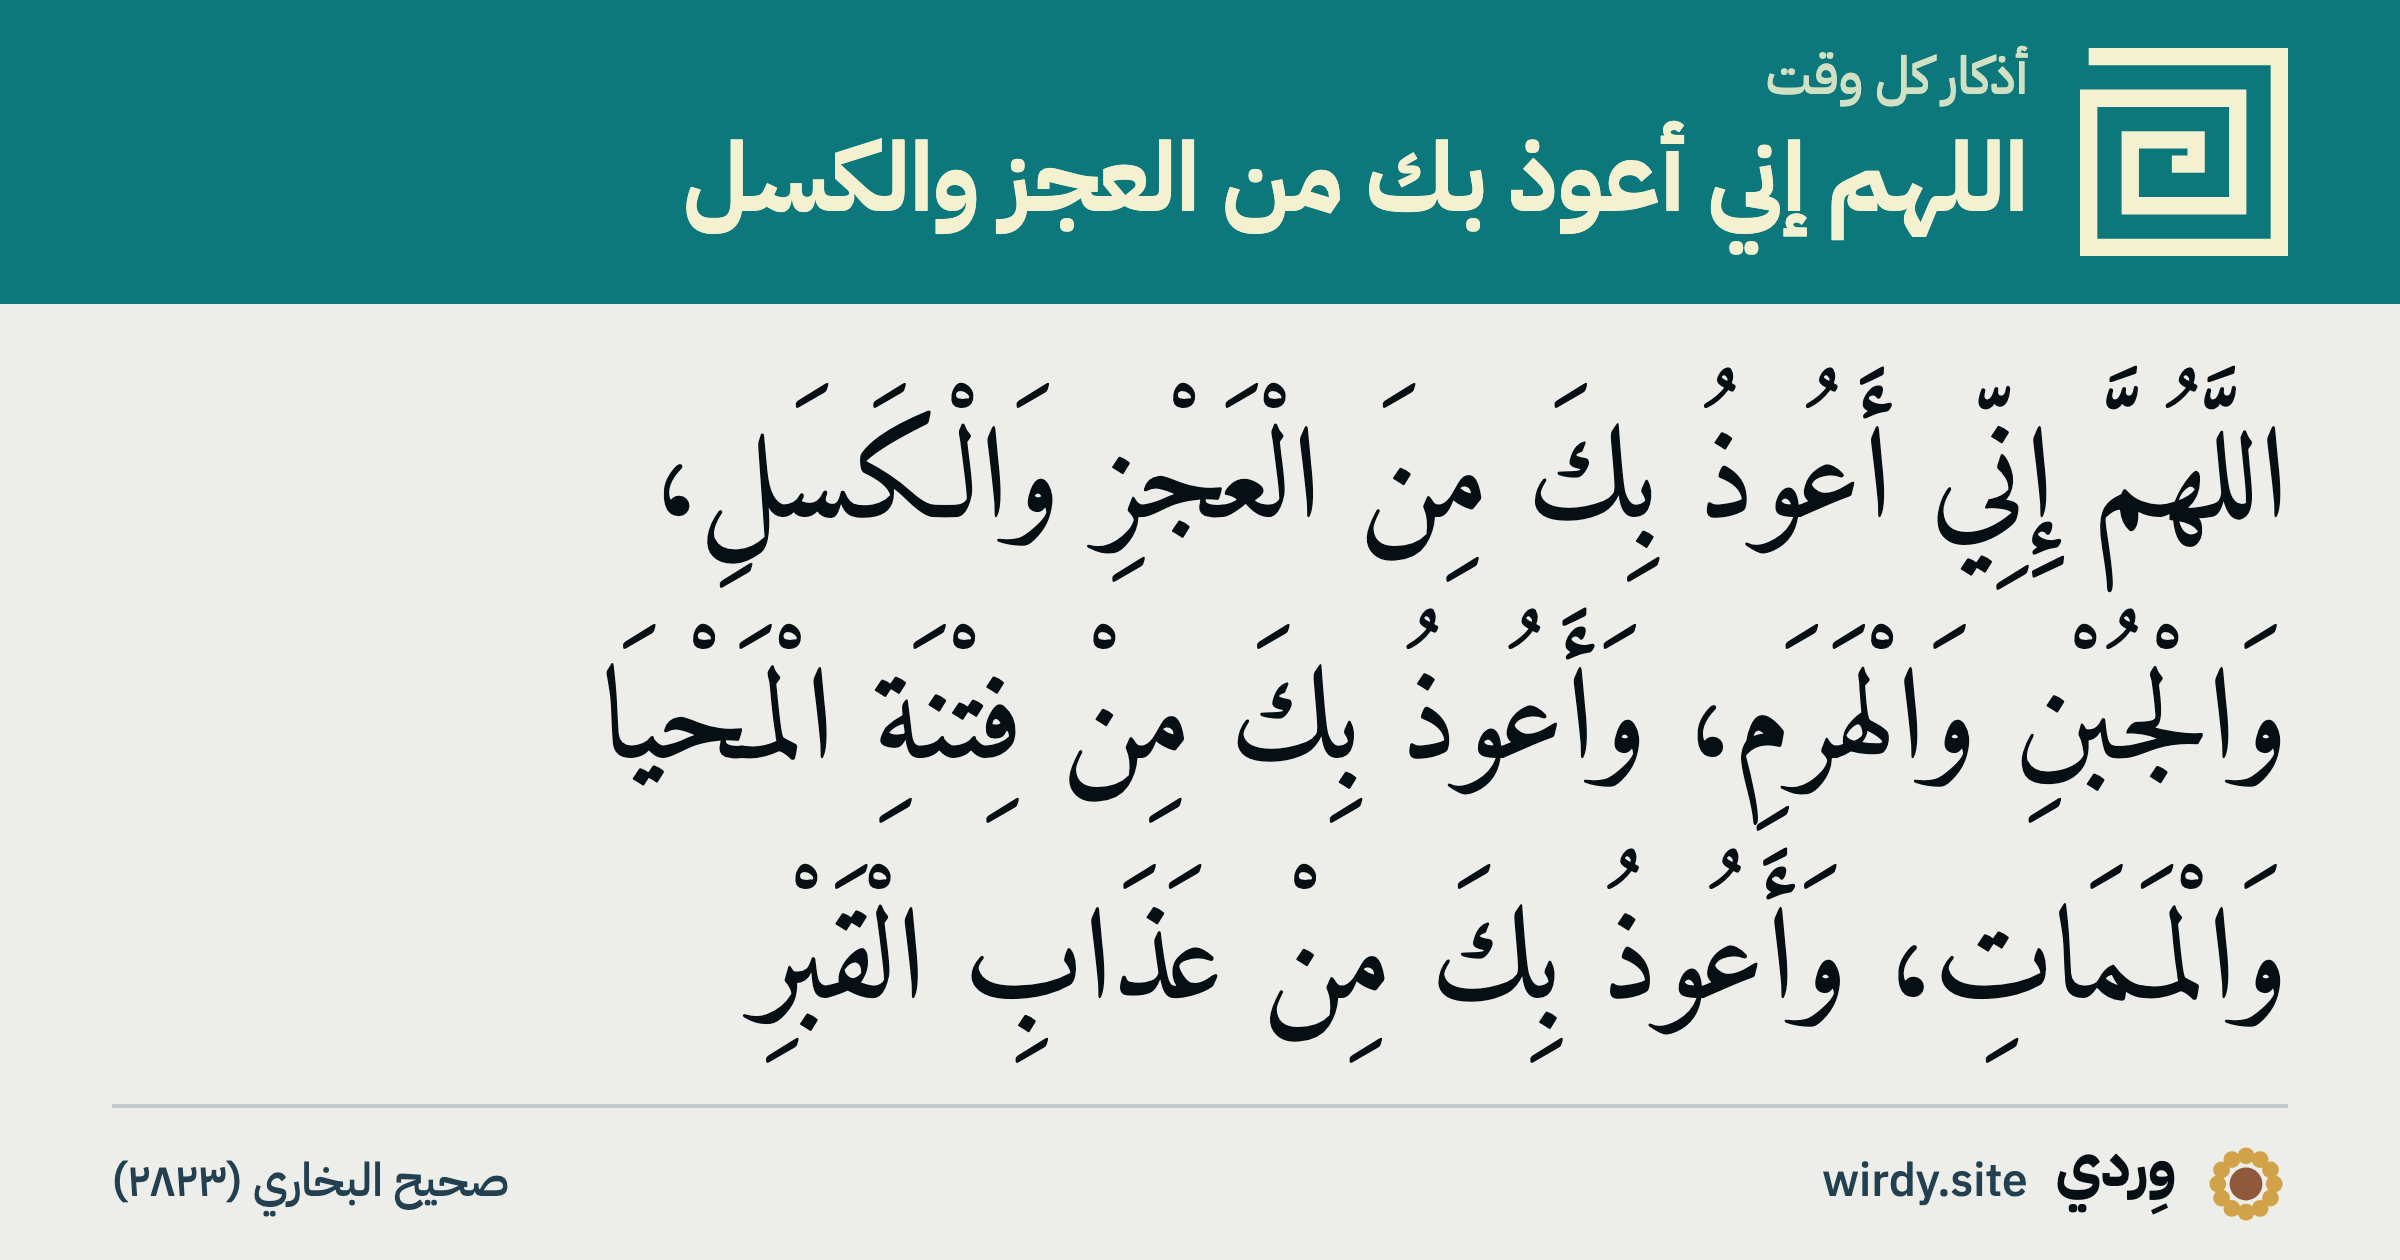 أذكار كل وقت
اللهم إني أعوذ بك من العجز والكسل
اللَّهُمَّ إِنِّي أَعُوذُ بِكَ مِنَ الْعَجْزِ وَالْكَسَلِ،
وَالْجُبْنِ وَالْهَرَمِ، وَأَعُوذُ بِكَ مِنْ فِتْنَةِ الْمَحْيَا
وَالْمَمَاتِ، وَأَعُوذُ بِكَ مِنْ عَذَابِ الْقَبْرِ
وِردي wirdy.site
صحيح البخاري (٢٨٢٣)